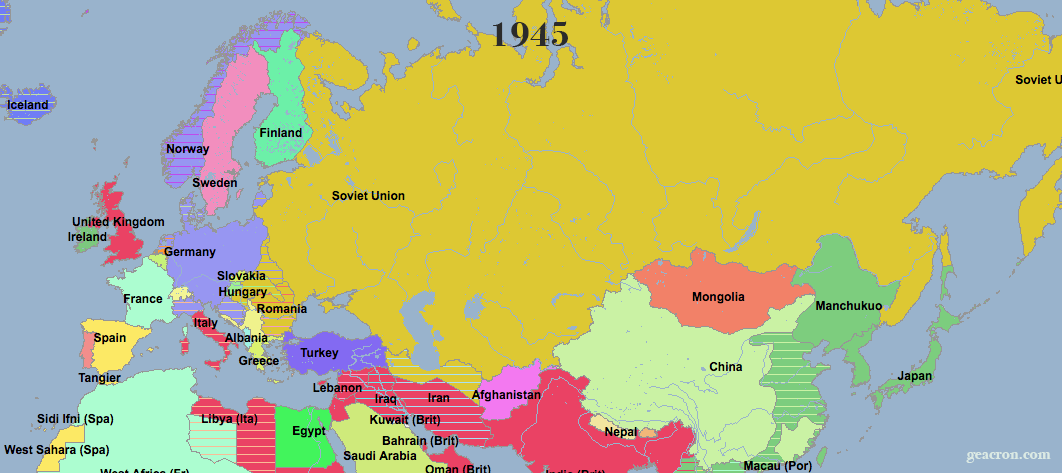 1945
Soviet U
Iceland
Finland
Norway
Sweden
Soviet Union
United Kingdom
Ireland
Germany
Slovakia
Hungary
France
Mongolia
Manchukuo
Romania
Italy
Spain
Albania
Turkey
Greece
China
Tangier
Japan
Lebanon
Iraq
Iran
Afghanistan
Sidi Ifni (Spa)
Libya (Ita)
Kuwait (Brit)
Egypt
Nepal
Bahrain (Brit)
West Sahara (Spa)
Saudi Arabia
geacron.com
Oman (Brit)
Macau (Por)
West Africa (Fr)
India (Brit)